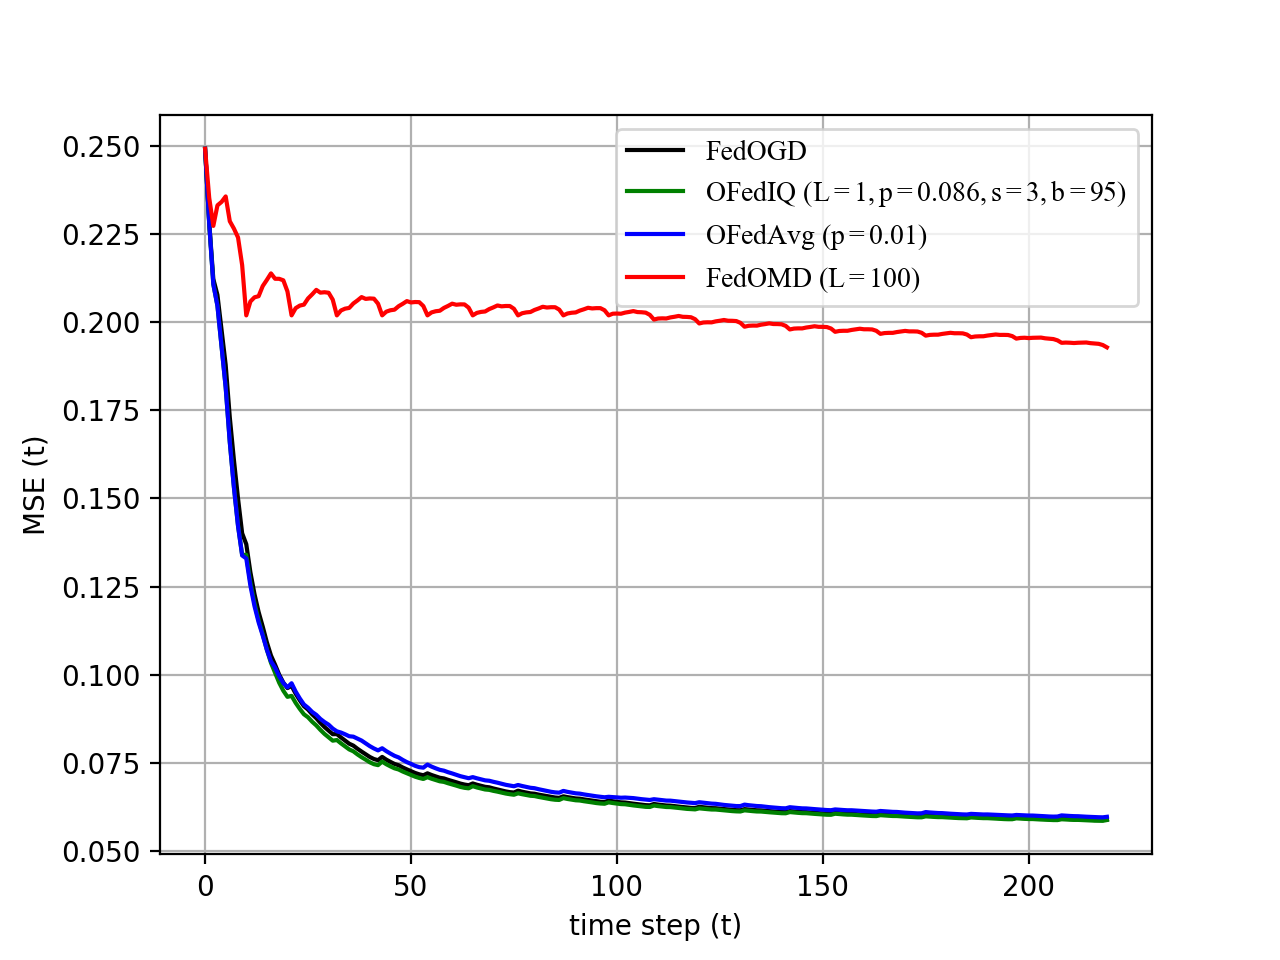 0.250
0.225
0.200
0.175
0.150
0.125
0.100
0.075
0.050
MSE (t)
FedOGD
OFedIQ (L = 1, p = 0.086, s = 3, b = 95)
OFedAvg (p = 0.01)
FedOMD (L = 100)
0 50 100 150 200
time step (t)